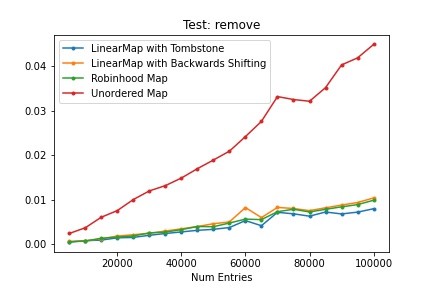 Test: remove
LinearMap with Tombstone
LinearMap with Backwards Shifting
Robinhood Map
Unordered Map
0.04
0.03
0.02
0.01
0.00
20000 40000 60000 80000 100000
Num Entries